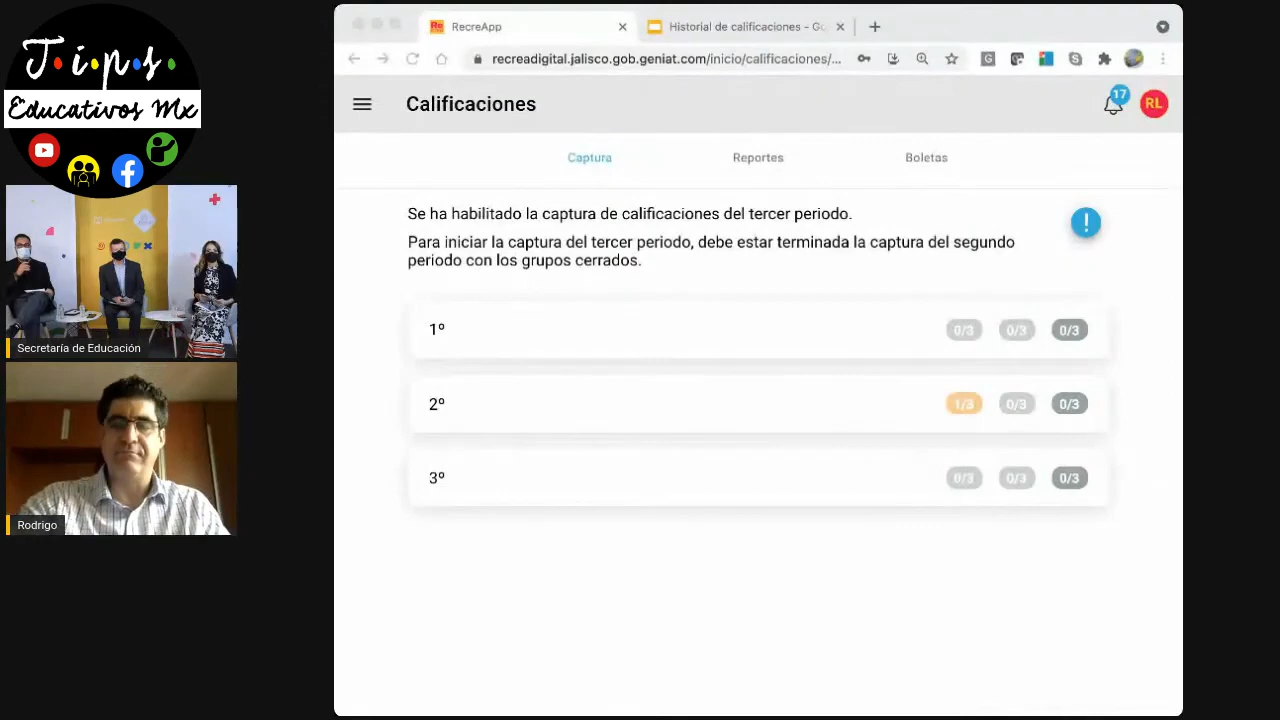 Tips
Educativos Mx
Secretaría de Educación
Rodrigo
RecreApp
Historial de calificaciones - Go
recreadigital.jalisco.gob.geniat.com/inicio/calificaciones/...
Calificaciones
17
RL
Captura
Reportes
Boletas
Se ha habilitado la captura de calificaciones del tercer periodo.
Para iniciar la captura del tercer periodo, debe estar terminada la captura del segundo
periodo con los grupos cerrados.
!
1º 0/3 0/3 0/3
2º 1/3 0/3 0/3
3º 0/3 0/3 0/3